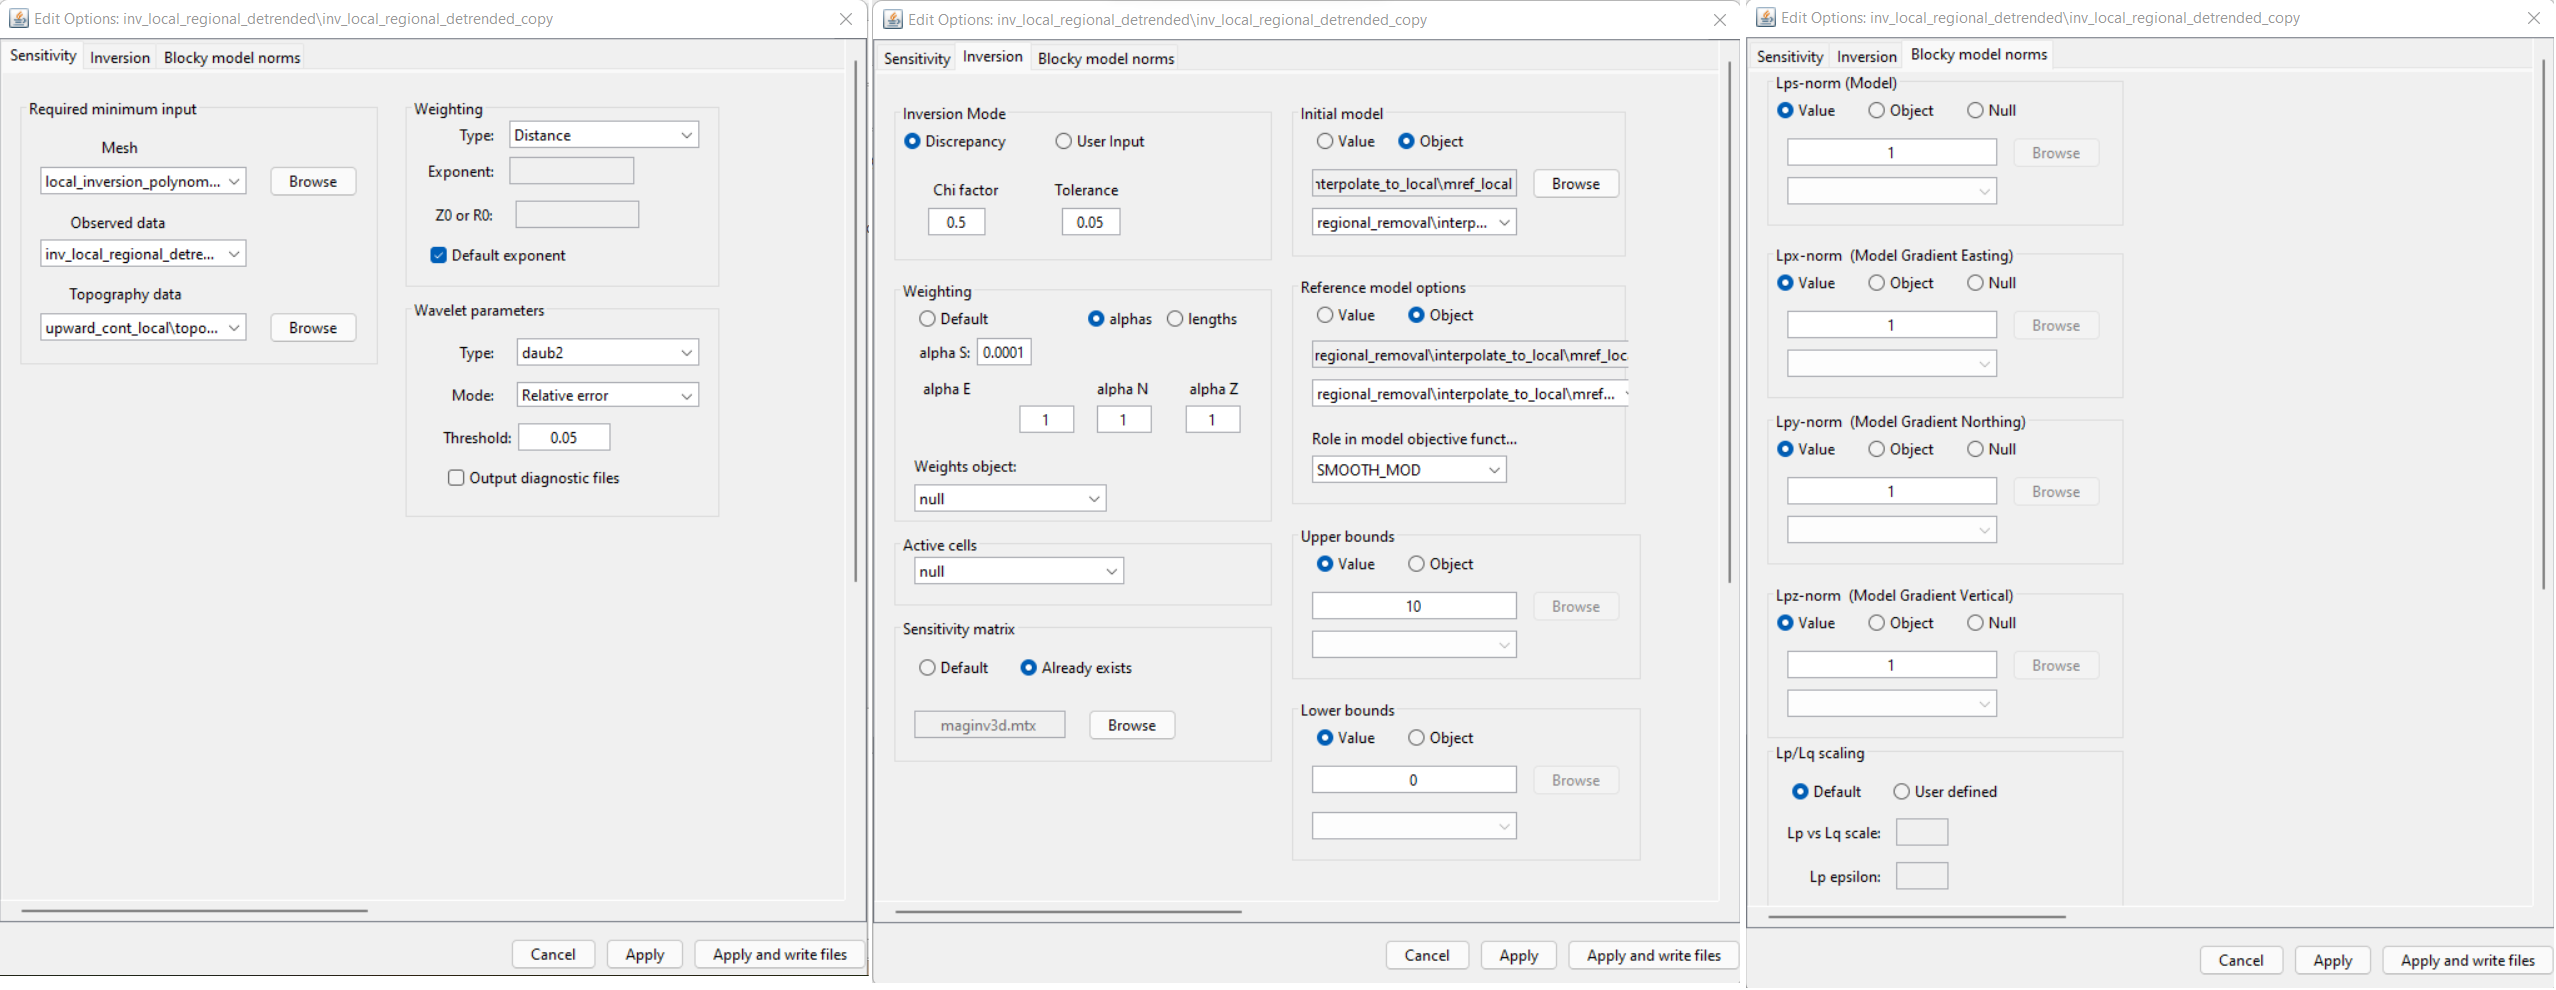 Edit Options: inv_local_regional_detrended\inv_local_regional_detrended_copy
Sensitivity Inversion Blocky model norms
Required minimum input
Mesh
local_inversion_polynom... Browse
Observed data
inv_local_regional_detre...
Topography data
upward_cont_local\topo... Browse
Weighting
Type: Distance
Exponent:
Z0 or R0:
Default exponent
Wavelet parameters
Type: daub2
Mode: Relative error
Threshold: 0.05
Output diagnostic files
Cancel Apply Apply and write files
Edit Options: inv_local_regional_detrended\inv_local_regional_detrended_copy
Sensitivity Inversion Blocky model norms
Inversion Mode
Discrepancy User Input
Chi factor Tolerance
0.5 0.05
Weighting
Default alphas lengths
alpha S: 0.0001
alpha E alpha N alpha Z
1 1 1
Weights object:
null
Active cells
null
Sensitivity matrix
Default Already exists
maginv3d.mtx Browse
Initial model
Value Object
nterpolate_to_local\mref_local Browse
regional_removal\interp...
Reference model options
Value Object
regional_removal\interpolate_to_local\mref_loc
regional_removal\interpolate_to_local\mref...
Role in model objective funct...
SMOOTH_MOD
Upper bounds
Value Object
10 Browse
Lower bounds
Value Object
0 Browse
Cancel Apply Apply and write files
Edit Options: inv_local_regional_detrended\inv_local_regional_detrended_copy
Sensitivity Inversion Blocky model norms
Lps-norm (Model)
Value Object Null
1 Browse
Lpx-norm (Model Gradient Easting)
Value Object Null
1 Browse
Lpy-norm (Model Gradient Northing)
Value Object Null
1 Browse
Lpz-norm (Model Gradient Vertical)
Value Object Null
1 Browse
Lp/Lq scaling
Default User defined
Lp vs Lq scale:
Lp epsilon:
Cancel Apply Apply and write files